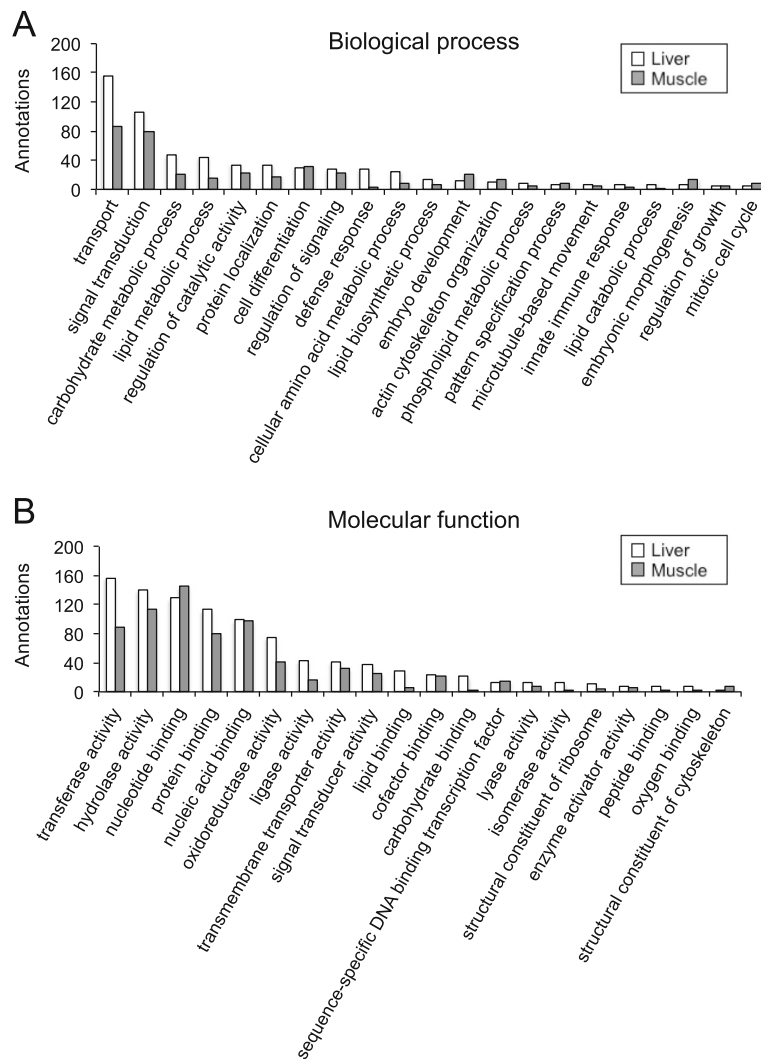 A
Biological process
Liver
Muscle
Annotations
200
160
120
80
40
0
transport
signal transduction
carbohydrate metabolic process
lipid metabolic process
regulation of catalytic activity
protein localization
cell differentiation
regulation of signaling
defense response
cellular amino acid metabolic process
lipid biosynthetic process
embryo development
actin cytoskeleton organization
phospholipid metabolic process
pattern specification process
microtubule-based movement
innate immune response
lipid catabolic process
embryonic morphogenesis
regulation of growth
mitotic cell cycle
B
Molecular function
Liver
Muscle
Annotations
200
160
120
80
40
0
transferase activity
hydrolase activity
nucleotide binding
protein binding
nucleic acid binding
oxidoreductase activity
ligase activity
transmembrane transporter activity
signal transducer activity
lipid binding
cofactor binding
carbohydrate binding
sequence-specific DNA binding transcription factor
lyase activity
isomerase activity
structural constituent of ribosome
enzyme activator activity
peptide binding
oxygen binding
structural constituent of cytoskeleton